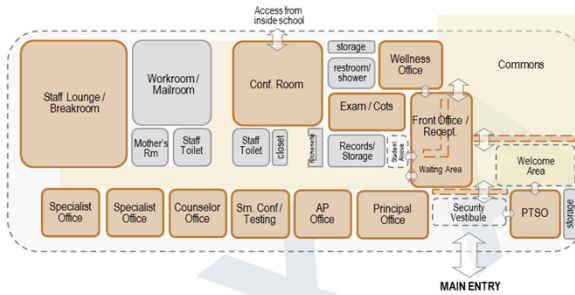 Access from
inside school
Staff Lounge /
Breakroom
Workroom /
Mailroom
Conf. Room
storage
restroom/
shower
Wellness
Office
Commons
Exam / Cots
Front Office /
Recept.
Mother's
Rm
Staff
Toilet
Staff
Toilet
closet
Kitchenette
Records/
Storage
Student
Alcove
Waiting Area
Welcome
Area
Specialist
Office
Specialist
Office
Counselor
Office
Sm. Conf /
Testing
AP
Office
Principal
Office
Security
Vestibule
PTSO
storage
MAIN ENTRY